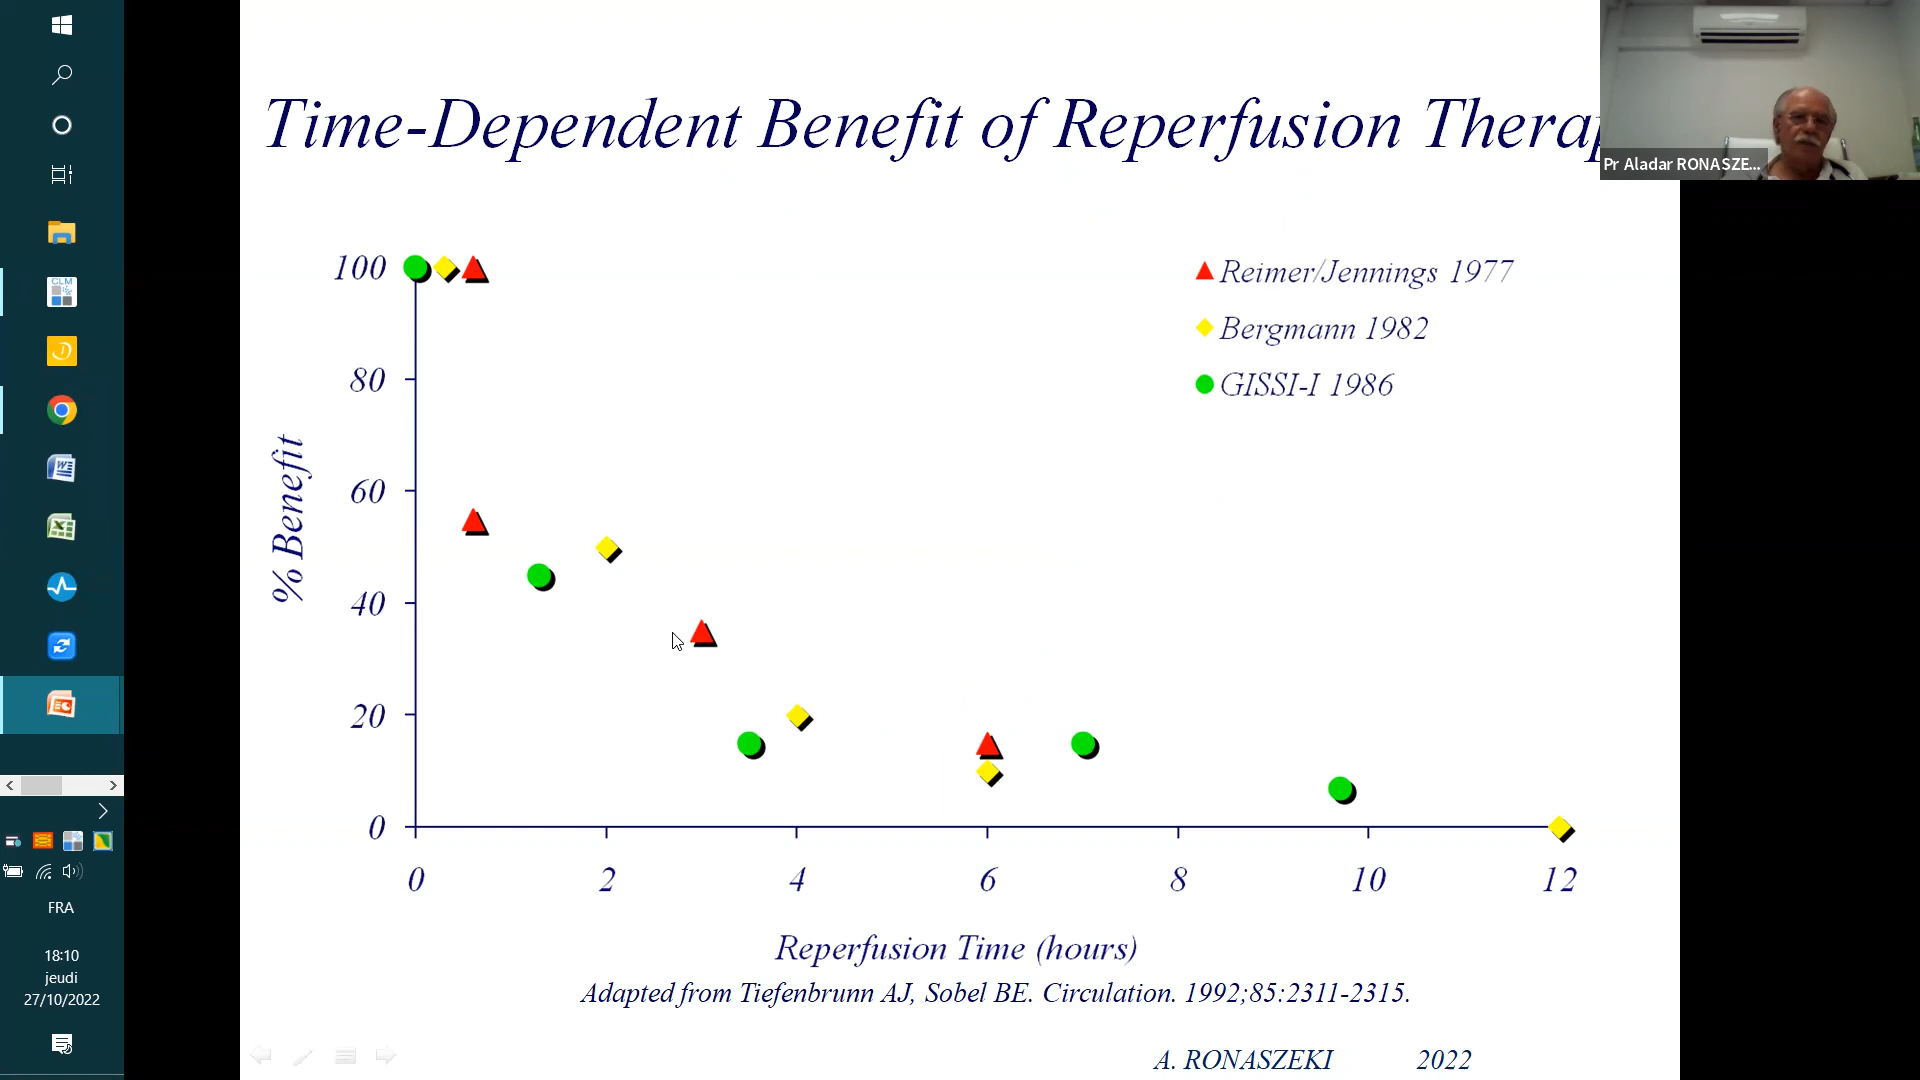 Time-Dependent Benefit of Reperfusion Therap
Pr Aladar RONASZE...
100
80
60
40
20
0
% Benefit
Reimer/Jennings 1977
Bergmann 1982
GISSI-I 1986
0 2 4 6 8 10 12
Reperfusion Time (hours)
Adapted from Tiefenbrunn AJ, Sobel BE. Circulation. 1992;85:2311-2315.
A. RONASZEKI 2022
CLM
FRA
18:10
jeudi
27/10/2022